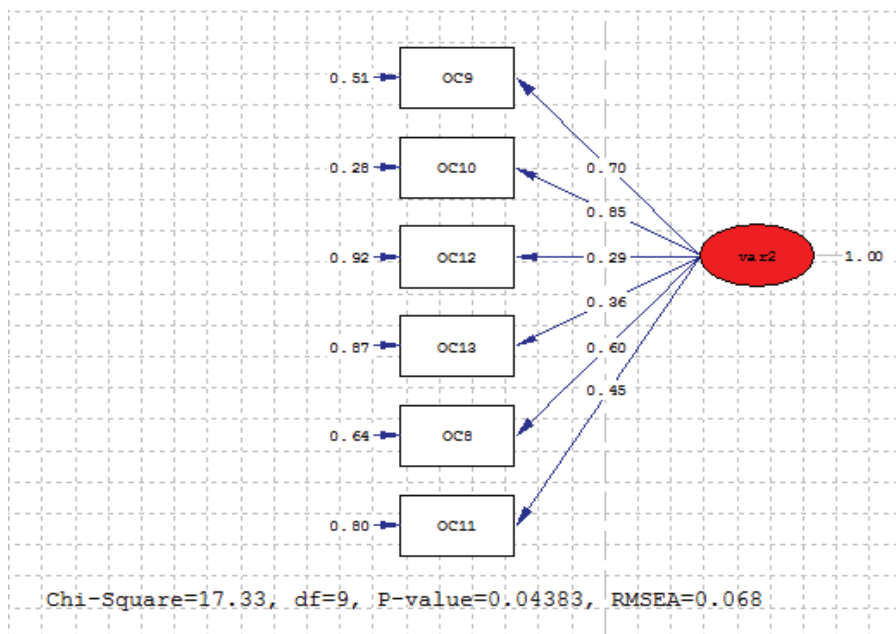 0.51 OC9
0.70
0.28 OC10
0.85
0.92 OC12 0.29 var2 1.00
0.36
0.87 OC13 0.60
0.45
0.64 OC8
0.80 OC11
Chi-Square=17.33, df=9, P-value=0.04383, RMSEA=0.068